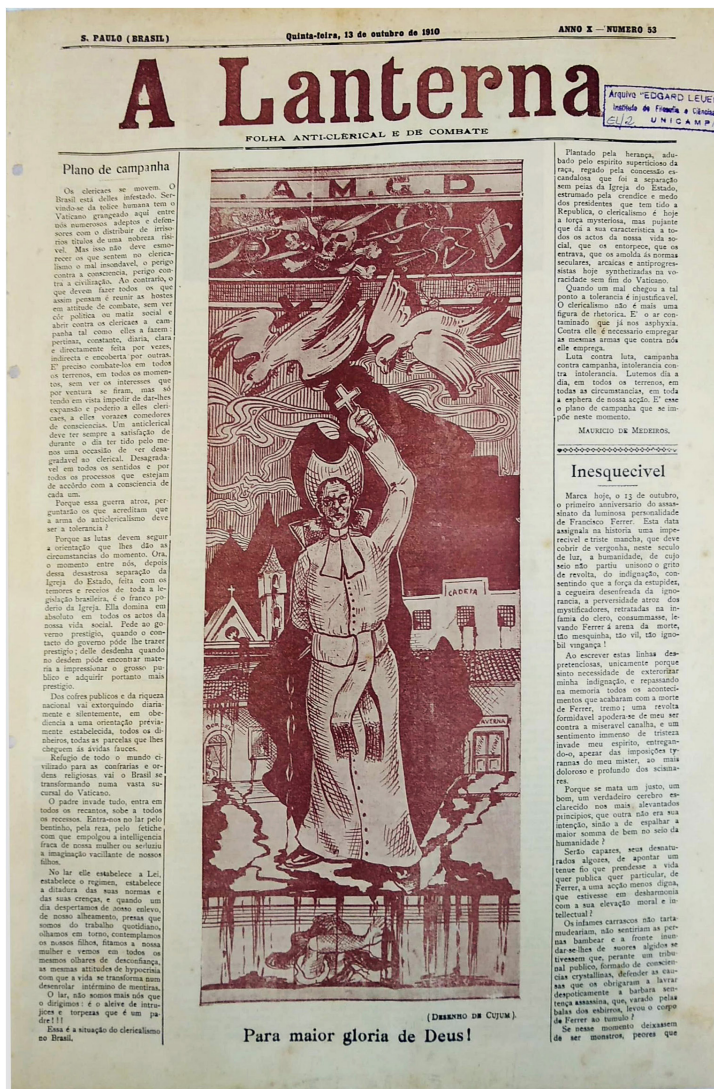 S. PAULO (BRASIL)
Quinta-feira, 13 de outubro de 1910
ANNO X — NUMERO 53
A Lanterna
FOLHA ANTI-CLERICAL E DE COMBATE
Arquivo "EDGARD LEUE
Instituto de Filosofia e Ciências
EL/2 UNICAMP
Plano de campanha
Os clericaes se movem. O
Brasil está delles infestado. Ser-
vindo-se da tolice humana tem o
Vaticano grangeado aqui entre
nós numerosos adeptos e defen-
sores com o distribuir de irriso-
rios titulos de uma nobreza risi-
vel. Mas isso não deve esmo-
recer os que sentem no clerica-
lismo o mal insondavel, o perigo
contra a consciencia, perigo con-
tra a civilização. Ao contrario, o
que devem fazer todos os que
assim pensam é reunir as hostes
em attitude de combate, sem ver
côr politica ou matiz social e
abrir contra os clericaes a cam-
panha tal como elles a fazem:
pertinaz, constante, diaria, clara
e directamente feita por vezes,
indirecta e encoberta por outras.
E' preciso combate-los em todos
os terrenos, em todos os momen-
tos, sem ver os interesses que
por ventura se firam, mas só
tendo em vista impedir de dar-lhes
expansão e poderio a elles cleri-
caes, a elles vorazes comedores
de consciencias. Um anticlerical
deve ter sempre a satisfação de
durante o dia ter tido pelo me-
nos uma occasião de ser desa-
gradavel ao clerical. Desagrada-
vel em todos os sentidos e por
todos os processos que estejam
de accôrdo com a consciencia de
cada um.
Porque essa guerra atroz, per-
guntarão os que acreditam que
a arma do anticlericalismo deve
ser a tolerancia?
Porque as lutas devem seguir
a orientação que lhes dão as
circumstancias do momento. Ora,
o momento entre nós, depois
dessa desastrosa separação da
Igreja do Estado, feita com os
temores e receios de toda a le-
gislação brasileira, é o franco po-
derio da Igreja. Ella domina em
absoluto em todos os actos da
nossa vida social. Pede ao go-
verno prestigio, quando o con-
tacto do governo póde lhe trazer
prestigio; delle desdenha quando
no desdem póde encontrar mate-
ria a impressionar o grosso pu-
blico e adquirir portanto mais
prestigio.
Dos cofres publicos e da riqueza
nacional vai extorquindo diaria-
mente e silentemente, em obe-
diencia a uma orientação previa-
mente estabelecida, todos os di-
nheiros, todas as parcelas que lhes
cheguem ás ávidas fauces.
Refugio de todo o mundo ci-
vilizado para as confrarias e or-
dens religiosas vai o Brasil se
transformando numa vasta su-
cursal do Vaticano.
O padre invade tudo, entra em
todos os recantos, sobe a todos
os recessos. Entra-nos no lar pelo
bentinho, pela reza, pelo fetiche
com que empolgou a intelligencia
fraca de nossa mulher ou seduziu
a imaginação vacillante de nossos
filhos.
No lar elle estabelece a Lei,
estabelece o regimen, estabelece
a ditadura das suas normas e
das suas crenças, e quando um
dia despertamos de nosso enlevo,
de nosso alheamento, presas que
somos do trabalho quotidiano,
olhamos em torno, contemplamos
os nossos filhos, fitamos a nossa
mulher e vemos em todos os
mesmos olhares de desconfiança,
as mesmas attitudes de hypocrisia
com que a vida se transforma num
desenrolar intérmino de mentiras.
O lar, não somos mais nós que
o dirigimos: é o aleive de intru-
jices e torpezas que é um pa-
dre!!!
Essa é a situação do clericalismo
no Brasil.
A.M.G.D.
CADEIA
TAVERNA
(DESENHO DE CUJUM).
Para maior gloria de Deus!
Plantado pela herança, adu-
bado pelo espirito supersticioso da
raça, regado pela concessão es-
candalosa que foi a separação
sem peias da Igreja do Estado,
estrumado pela crendice e medo
dos presidentes que tem tido a
Republica, o clericalismo é hoje
a força mysteriosa, mas pujante
que dá a sua caracteristica a to-
dos os actos da nossa vida so-
cial, que os entorpece, que os
entrava, que os amolda ás normas
seculares, arcaicas e antiprogres-
sistas hoje synthetizadas na vo-
racidade sem fim do Vaticano.
Quando um mal chegou a tal
ponto a tolerancia é injustificavel.
O clericalismo não é mais uma
figura de rhetorica. E' o ar con-
taminado que já nos asphyxia.
Contra elle é necessario empregar
as mesmas armas que contra nós
elle emprega.
Luta contra luta, campanha
contra campanha, intolerancia con-
tra intolerancia. Lutemos dia a
dia, em todos os terrenos, em
todas as circumstancias, em toda
a esphera de nossa acção. E' esse
o plano de campanha que se im-
põe neste momento.
MAURICIO DE MEDEIROS.
Inesquecivel
Marca hoje, o 13 de outubro,
o primeiro anniversario do assas-
sinato da luminosa personalidade
de Francisco Ferrer. Esta data
assignala na historia uma impe-
recivel e triste mancha, que deve
cobrir de vergonha, neste seculo
de luz, a humanidade, de cujo
seio não partiu unisono o grito
de revolta, do indignação, con-
sentindo que a força da estupidez,
a cegueira desenfreada da igno-
rancia, a perversidade atroz dos
mystificadores, retratadas na in-
famia do clero, consummasse, le-
vando Ferrer á arena da morte,
tão mesquinha, tão vil, tão igno-
bil vingança!
Ao escrever estas linhas des-
pretenciosas, unicamente porque
sinto necessidade de exteriorizar
minha indignação, e repassando
na memoria todos os aconteci-
mentos que acabaram com a morte
de Ferrer, tremo; uma revolta
formidavel apodera-se de meu ser
contra a miseravel canalha, e um
sentimento immenso de tristeza
invade meu espirito, entregan-
do-o, apezar das imposições ty-
rannas do meu mister, ao mais
doloroso e profundo dos scisma-
res.
Porque se mata um justo, um
bom, um verdadeiro cerebro es-
clarecido nos mais alevantados
principios, que outra não era sua
intenção, sinão a de espalhar a
maior somma de bem no seio da
humanidade?
Serão capazes, seus desnatu-
rados algozes, de apontar um
tenue fio que prendesse a vida
quer publica quer particular, de
Ferrer, a uma acção menos digna,
que estivesse em desharmonia
com a sua elevação moral e in-
tellectual?
Os infames carrascos não tarta-
mudeariam, não sentiriam as per-
nas bambear e a fronte inun-
dar-se-lhes de suores algidos se
tivessem que, perante um tribu-
nal publico, formado de conscien-
cias crystallinas, defender as cau-
sas que os obrigaram a lavrar
despoticamente a barbara sen-
tença assassina, que, varado pelas
balas dos esbirros, levou o corpo
de Ferrer ao tumulo?
Se nesse momento deixassem
de ser monstros, peores que